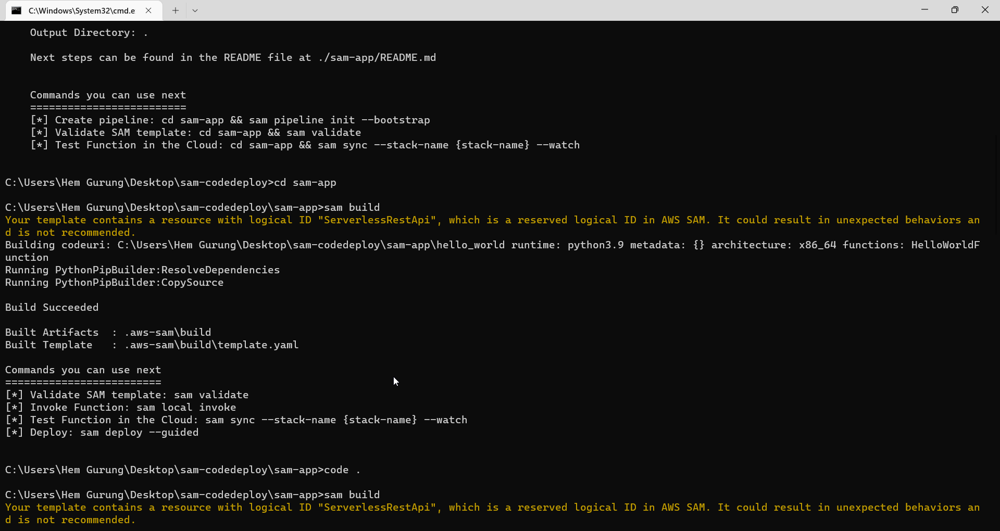 C:\Windows\System32\cmd.e
Output Directory: .
Next steps can be found in the README file at ./sam-app/README.md
Commands you can use next
=========================
[*] Create pipeline: cd sam-app && sam pipeline init --bootstrap
[*] Validate SAM template: cd sam-app && sam validate
[*] Test Function in the Cloud: cd sam-app && sam sync --stack-name {stack-name} --watch
C:\Users\Hem Gurung\Desktop\sam-codedeploy>cd sam-app
C:\Users\Hem Gurung\Desktop\sam-codedeploy\sam-app>sam build
Your template contains a resource with logical ID "ServerlessRestApi", which is a reserved logical ID in AWS SAM. It could result in unexpected behaviors an
d is not recommended.
Building codeuri: C:\Users\Hem Gurung\Desktop\sam-codedeploy\sam-app\hello_world runtime: python3.9 metadata: {} architecture: x86_64 functions: HelloWorldF
unction
Running PythonPipBuilder:ResolveDependencies
Running PythonPipBuilder:CopySource
Build Succeeded
Built Artifacts  : .aws-sam\build
Built Template   : .aws-sam\build\template.yaml
Commands you can use next
=========================
[*] Validate SAM template: sam validate
[*] Invoke Function: sam local invoke
[*] Test Function in the Cloud: sam sync --stack-name {stack-name} --watch
[*] Deploy: sam deploy --guided
C:\Users\Hem Gurung\Desktop\sam-codedeploy\sam-app>code .
C:\Users\Hem Gurung\Desktop\sam-codedeploy\sam-app>sam build
Your template contains a resource with logical ID "ServerlessRestApi", which is a reserved logical ID in AWS SAM. It could result in unexpected behaviors an
d is not recommended.